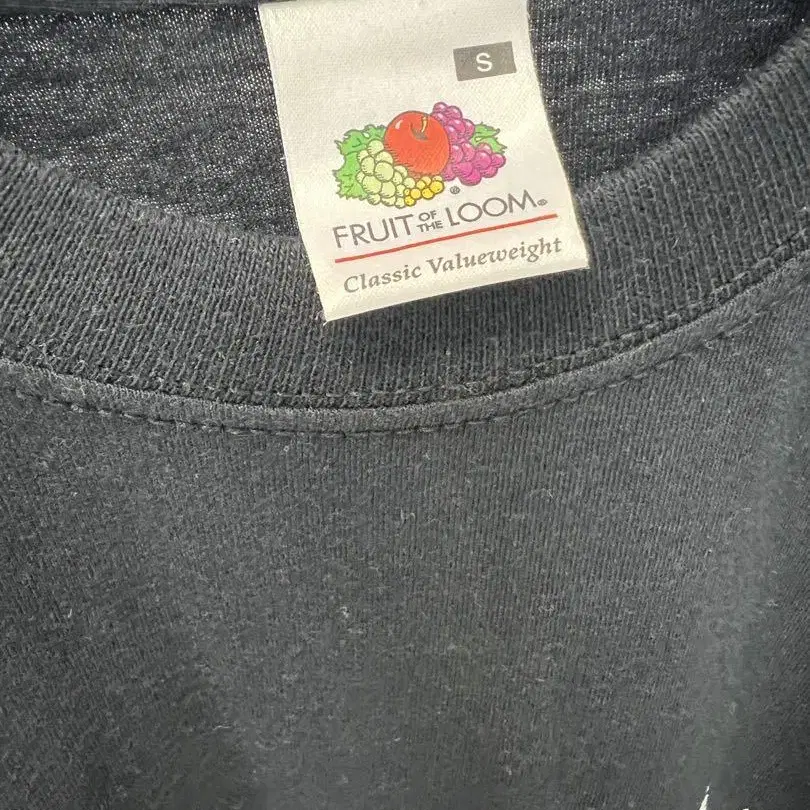 S
FRUIT OF THE LOOM®
Classic Valueweight